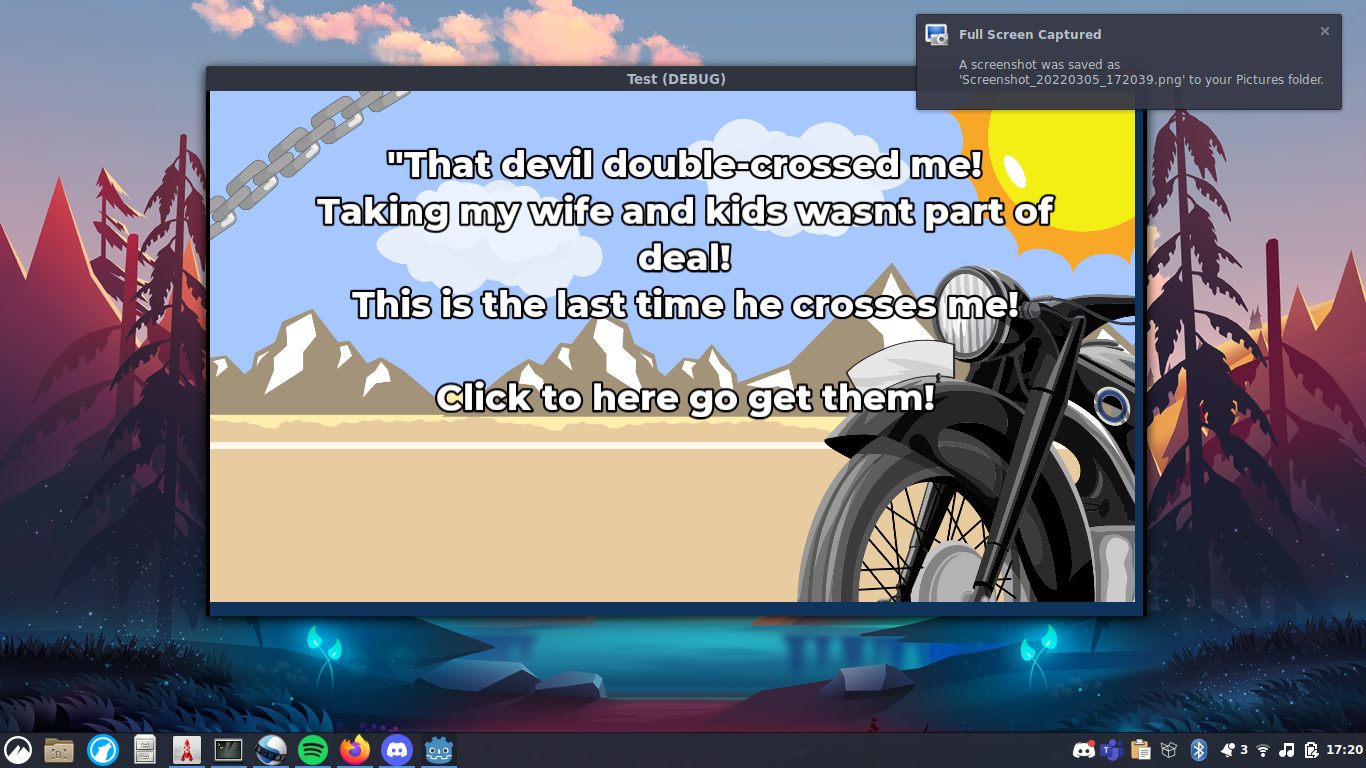 Full Screen Captured
A screenshot was saved as
'Screenshot_20220305_172039.png' to your Pictures folder.
Test (DEBUG)
"That devil double-crossed me!
Taking my wife and kids wasnt part of
deal!
This is the last time he crosses me!
Click to here go get them!
3
17:20